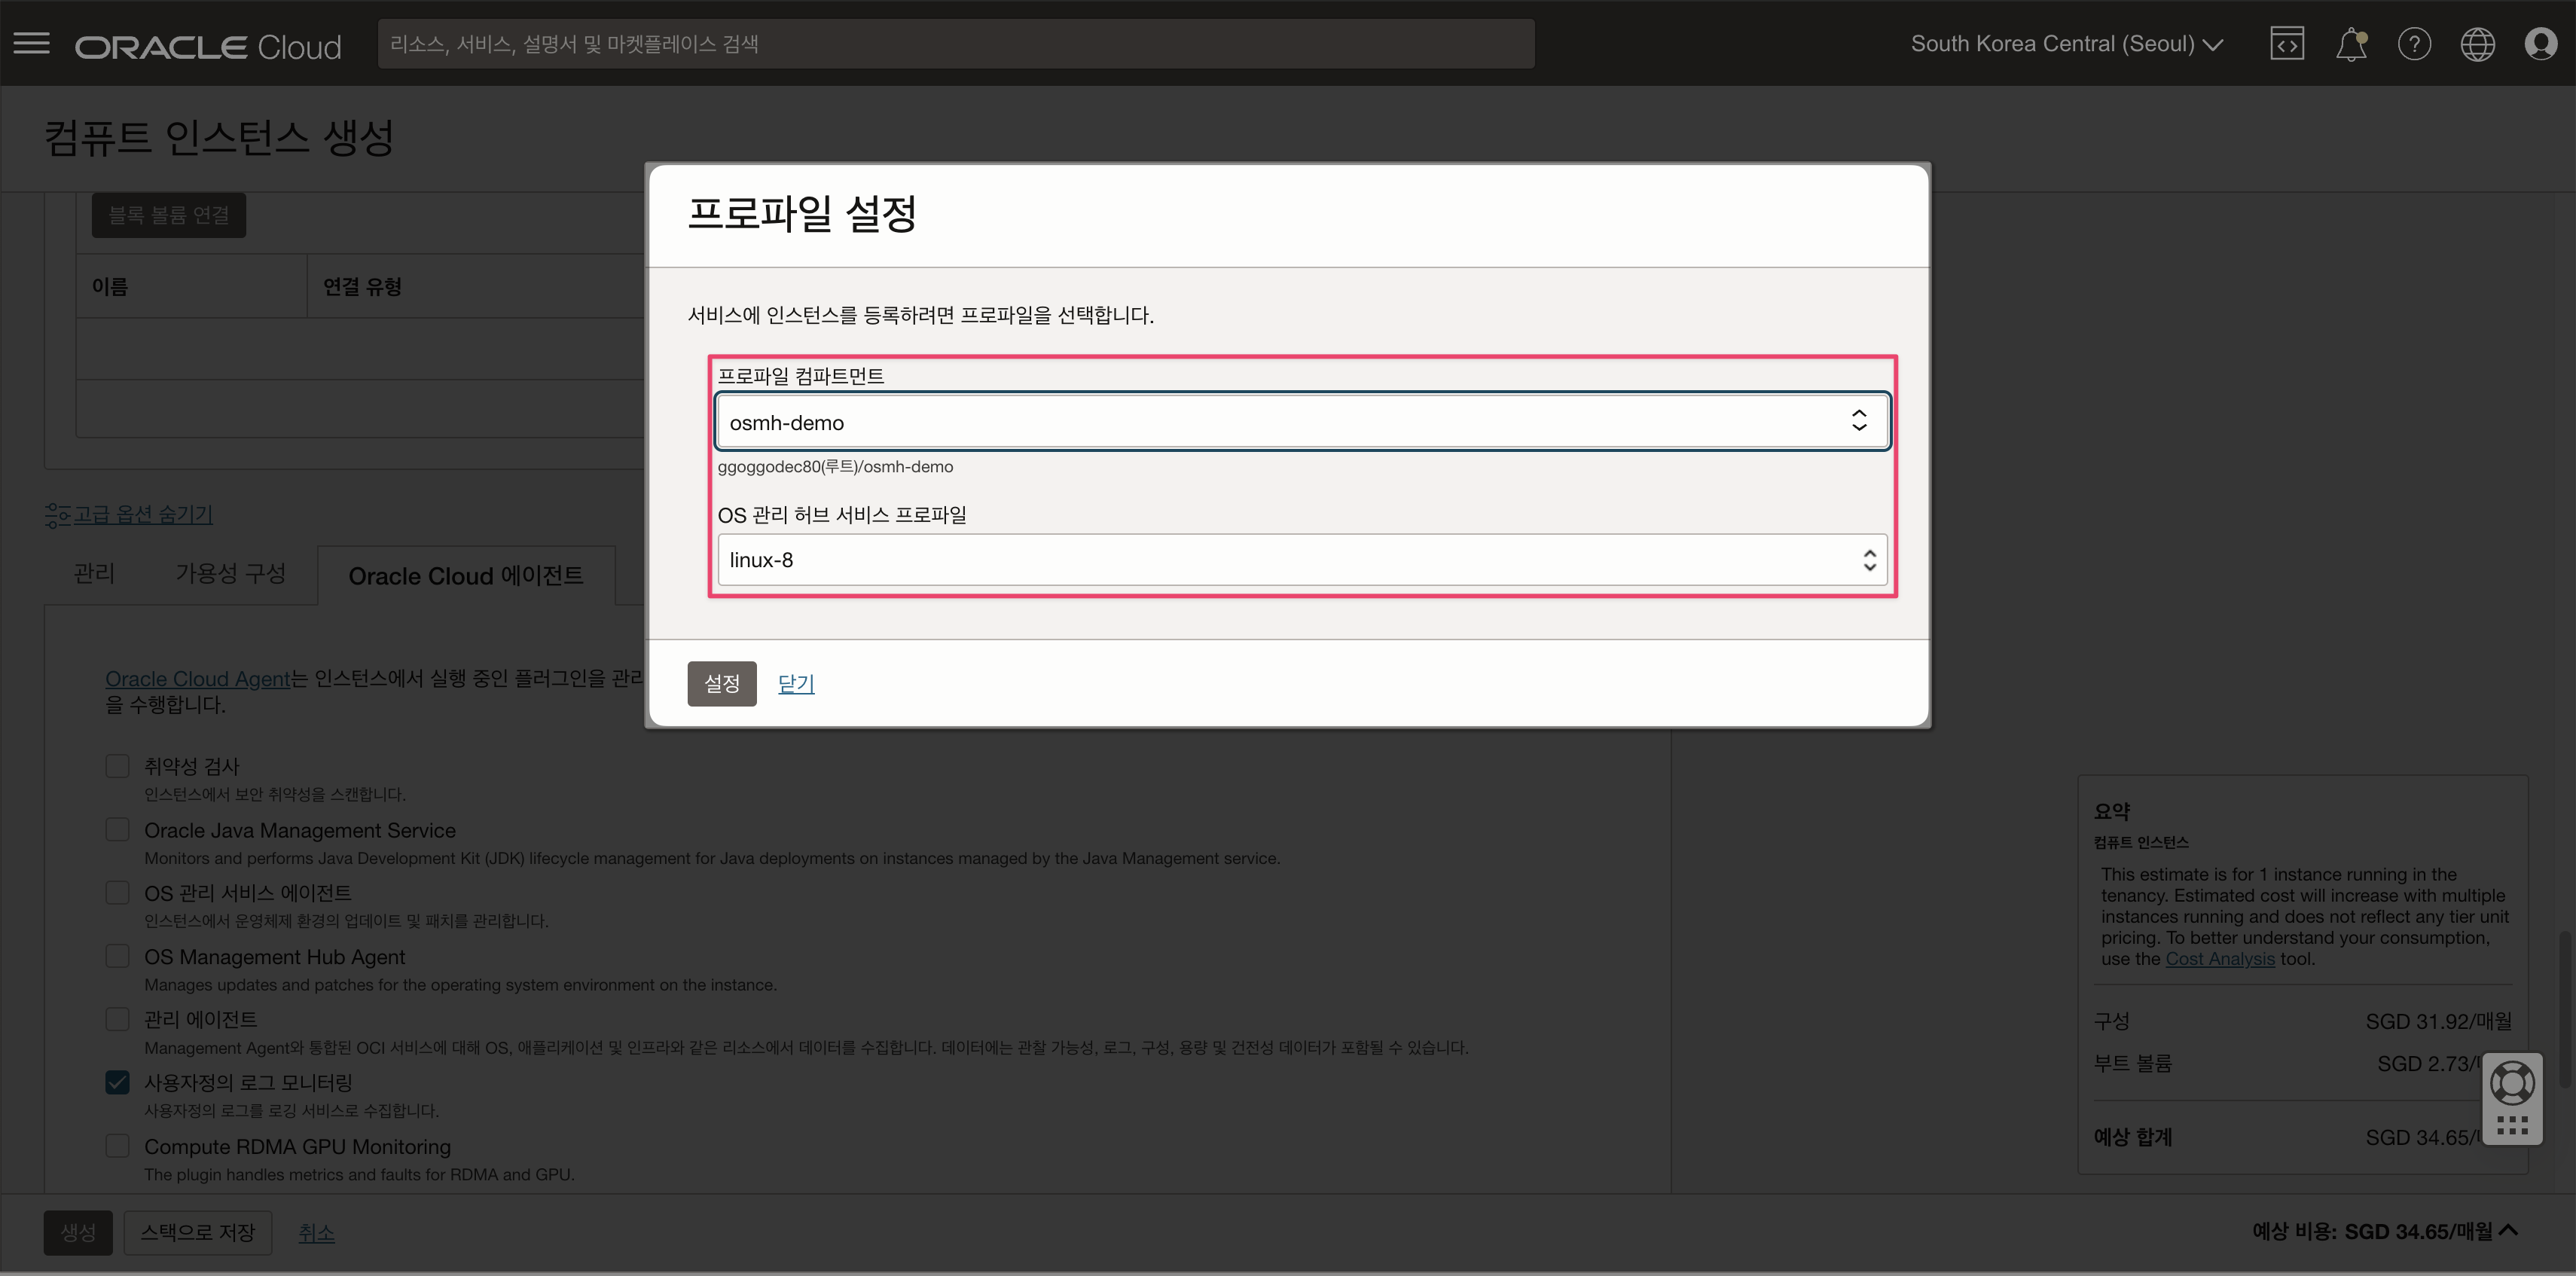 ORACLE Cloud
리소스, 서비스, 설명서 및 마켓플레이스 검색
South Korea Central (Seoul)
컴퓨트 인스턴스 생성
블록 볼륨 연결
이름
연결 유형
고급 옵션 숨기기
관리
가용성 구성
Oracle Cloud 에이전트
Oracle Cloud Agent는 인스턴스에서 실행 중인 플러그인을 관리
을 수행합니다.
취약성 검사
인스턴스에서 보안 취약성을 스캔합니다.
Oracle Java Management Service
Monitors and performs Java Development Kit (JDK) lifecycle management for Java deployments on instances managed by the Java Management service.
OS 관리 서비스 에이전트
인스턴스에서 운영체제 환경의 업데이트 및 패치를 관리합니다.
OS Management Hub Agent
Manages updates and patches for the operating system environment on the instance.
관리 에이전트
Management Agent와 통합된 OCI 서비스에 대해 OS, 애플리케이션 및 인프라와 같은 리소스에서 데이터를 수집합니다. 데이터에는 관찰 가능성, 로그, 구성, 용량 및 건전성 데이터가 포함될 수 있습니다.
사용자정의 로그 모니터링
사용자정의 로그를 로깅 서비스로 수집합니다.
Compute RDMA GPU Monitoring
The plugin handles metrics and faults for RDMA and GPU.
프로파일 설정
서비스에 인스턴스를 등록하려면 프로파일을 선택합니다.
프로파일 컴파트먼트
osmh-demo
ggoggodec80(루트)/osmh-demo
OS 관리 허브 서비스 프로파일
linux-8
설정
닫기
요약
컴퓨트 인스턴스
This estimate is for 1 instance running in the
tenancy. Estimated cost will increase with multiple
instances running and does not reflect any tier unit
pricing. To better understand your consumption,
use the Cost Analysis tool.
구성
SGD 31.92/매월
부트 볼륨
SGD 2.73/
예상 합계
SGD 34.65/
생성
스택으로 저장
취소
예상 비용: SGD 34.65/매월